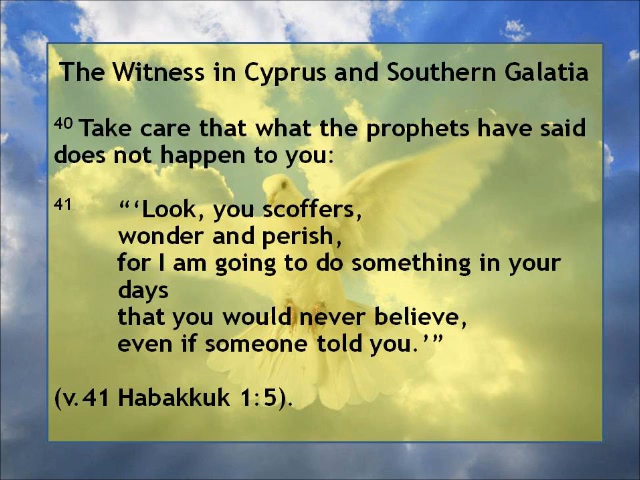 The Witness in Cyprus and Southern Galatia
40 Take care that what the prophets have said
does not happen to you:
41 “‘Look, you scoffers,
wonder and perish,
for I am going to do something in your
days
that you would never believe,
even if someone told you.’”
(v.41 Habakkuk 1:5).